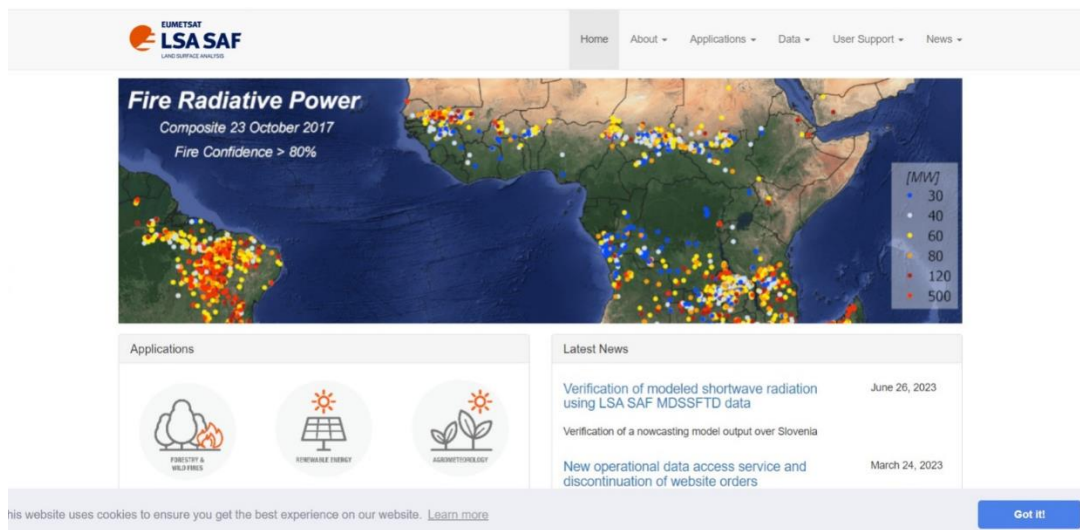 EUMETSAT
LSA SAF
LAND SURFACE ANALYSIS
Home
About
Applications
Data
User Support
News
Fire Radiative Power
Composite 23 October 2017
Fire Confidence > 80%
[MW]
30
40
60
80
120
500
Applications
FORESTRY &
WILD FIRES
RENEWABLE ENERGY
AGROMETEOROLOGY
Latest News
Verification of modeled shortwave radiation
using LSA SAF MDSSFTD data
June 26, 2023
Verification of a nowcasting model output over Slovenia
New operational data access service and
discontinuation of website orders
March 24, 2023
his website uses cookies to ensure you get the best experience on our website. Learn more
Got it!